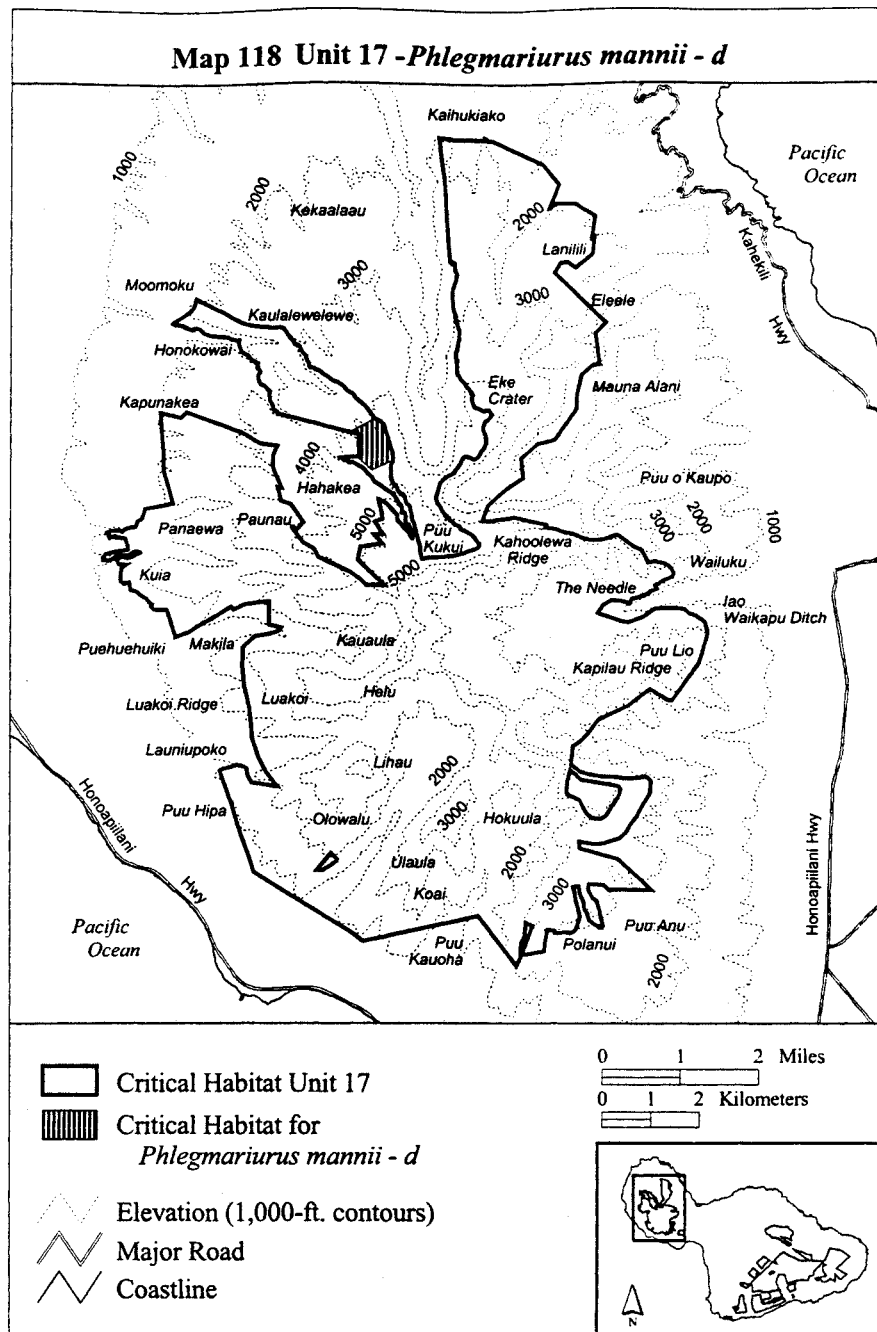 Map 118 Unit 17 -Phlegmariurus mannii - d
Kaihukiako
Pacific
Ocean
1000
2000
Kekaalaau
2000
Kahekili
Hwy
Lanilili
3000
3000
Eleele
Moomoku
Kaulalewelewe
Honokowai
Eke
Crater
Mauna Alani
Kapunakea
4000
Hahakea
Puu o Kaupo
3000
2000
1000
Panaewa
Paunau
5000
Puu
Kukui
Kahoolewa
Ridge
Wailuku
Kuia
5000
The Needle
Iao
Waikapu Ditch
Puehuehuiki
Makila
Kauaula
Puu Lio
Kapilau Ridge
Luakoi Ridge
Luakoi
Helu
Launiupoko
Lihau
2000
Honoapiilani
Hwy
Puu Hipa
Olowalu
3000
Hokuula
2000
Ulaula
Koai
3000
Honoapiilani Hwy
Pacific
Ocean
Puu
Kauoha
Polanui
Puu Anu
2000
Critical Habitat Unit 17
Critical Habitat for
Phlegmariurus mannii - d
Elevation (1,000-ft. contours)
Major Road
Coastline
0 1 2 Miles
0 1 2 Kilometers
N